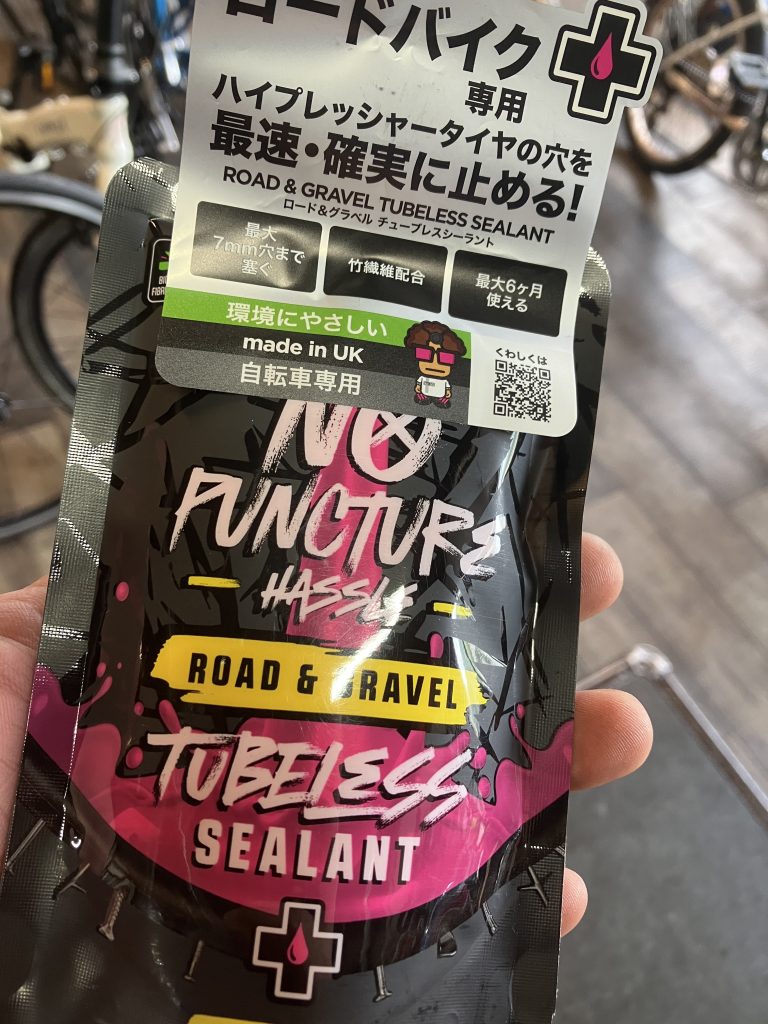 ロードバイク
専用
ハイプレッシャータイヤの穴を
最速・確実に止める!
ROAD & GRAVEL TUBELESS SEALANT
ロード&グラベル チューブレスシーラント
最大
7mm穴まで
塞ぐ
竹繊維配合
最大6ヶ月
使える
環境にやさしい
made in UK
自転車専用
くわしくは
NO
PUNCTURE
HASSLE
ROAD & GRAVEL
TUBELESS
SEALANT